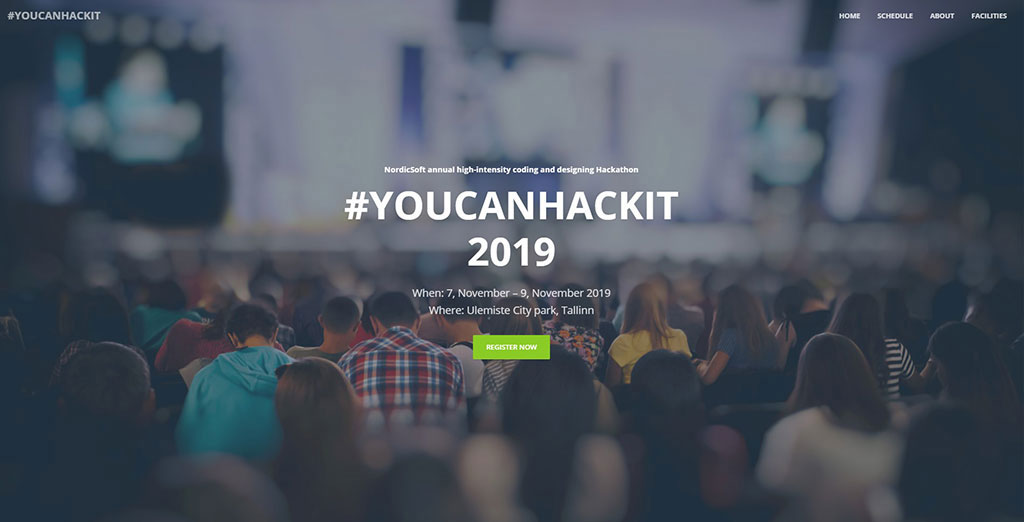 #YOUCANHACKIT
HOME SCHEDULE ABOUT FACILITIES
NordicSoft annual high-intensity coding and designing Hackathon
#YOUCANHACKIT
2019
When: 7, November – 9, November 2019
Where: Ulemiste City park, Tallinn
REGISTER NOW